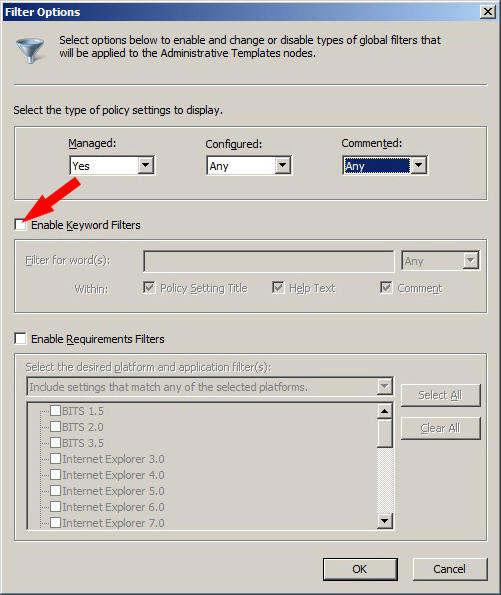 Filter Options
Select options below to enable and change or disable types of global filters that
will be applied to the Administrative Templates nodes.
Select the type of policy settings to display.
Managed: Configured: Commented:
Yes Any Any
Enable Keyword Filters
Filter for word(s): Any
Within: Policy Setting Title Help Text Comment
Enable Requirements Filters
Select the desired platform and application filter(s):
Include settings that match any of the selected platforms.
Select All
BITS 1.5
BITS 2.0
Clear All
BITS 3.5
Internet Explorer 3.0
Internet Explorer 4.0
Internet Explorer 5.0
Internet Explorer 6.0
Internet Explorer 7.0
OK Cancel